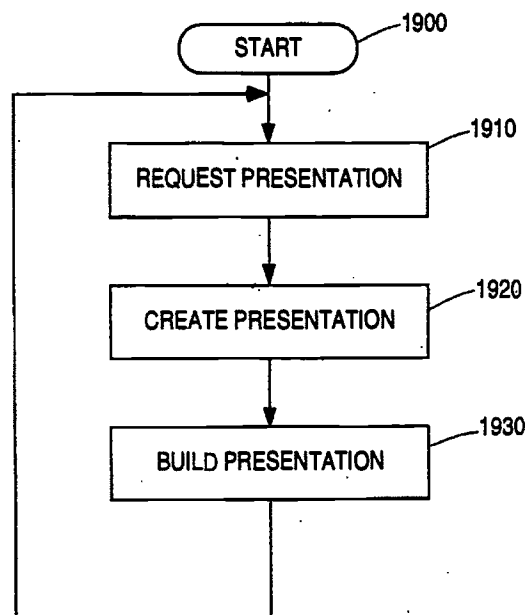 START
1900
REQUEST PRESENTATION
1910
CREATE PRESENTATION
1920
BUILD PRESENTATION
1930